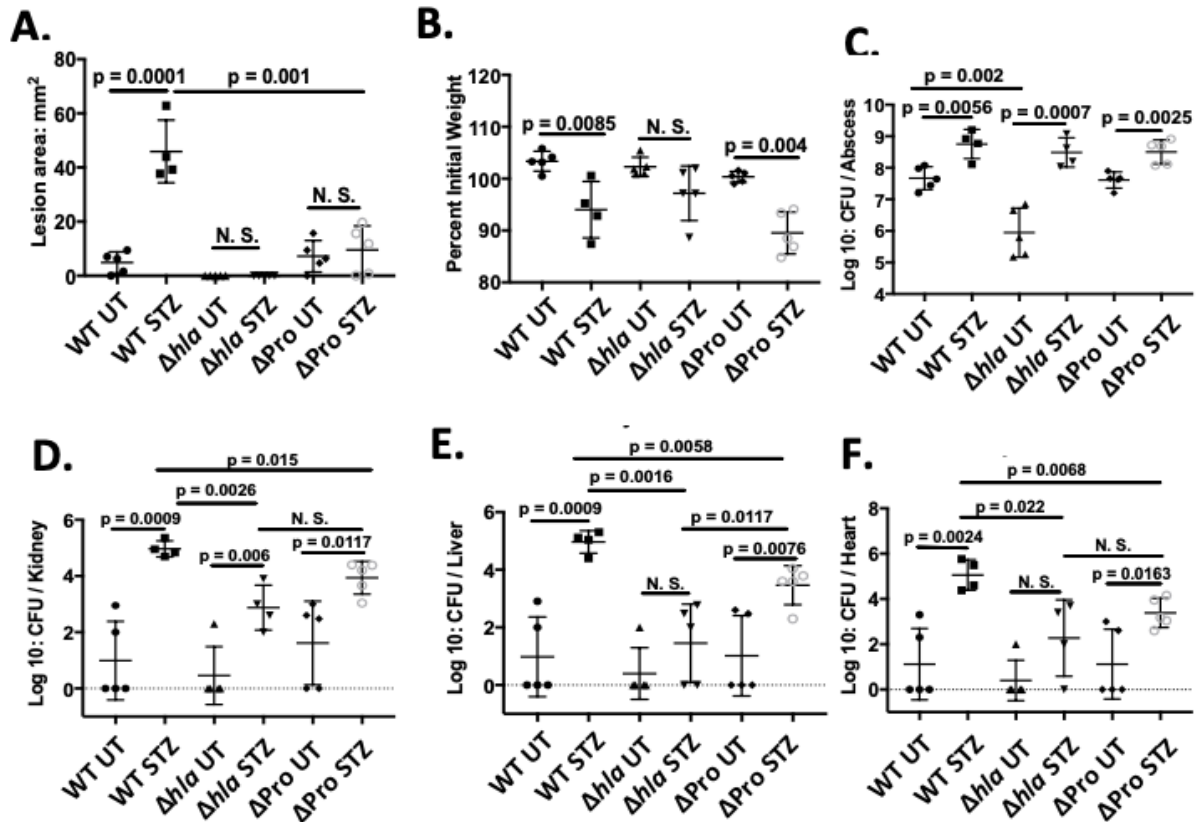 A.
Lesion area: mm2
80
60
40
20
0
p = 0.0001
p = 0.001
N. S.
N. S.
WT UT
WT STZ
Δhla UT
Δhla STZ
ΔPro UT
ΔPro STZ
B.
Percent Initial Weight
120
110
100
90
80
p = 0.0085
N. S.
p = 0.004
WT UT
WT STZ
Δhla UT
Δhla STZ
ΔPro UT
ΔPro STZ
C.
Log 10: CFU / Abscess
10
9
8
7
6
5
4
p = 0.002
p = 0.0056
p = 0.0007
p = 0.0025
WT UT
WT STZ
Δhla UT
Δhla STZ
ΔPro UT
ΔPro STZ
D.
Log 10: CFU / Kidney
6
4
2
0
p = 0.015
p = 0.0026
p = 0.0009
N. S.
p = 0.006
p = 0.0117
WT UT
WT STZ
Δhla UT
Δhla STZ
ΔPro UT
ΔPro STZ
E.
Log 10: CFU / Liver
6
4
2
0
p = 0.0058
p = 0.0016
p = 0.0009
p = 0.0117
p = 0.0076
N. S.
WT UT
WT STZ
Δhla UT
Δhla STZ
ΔPro UT
ΔPro STZ
F.
Log 10: CFU / Heart
8
6
4
2
0
p = 0.0068
p = 0.022
p = 0.0024
N. S.
N. S.
p = 0.0163
WT UT
WT STZ
Δhla UT
Δhla STZ
ΔPro UT
ΔPro STZ